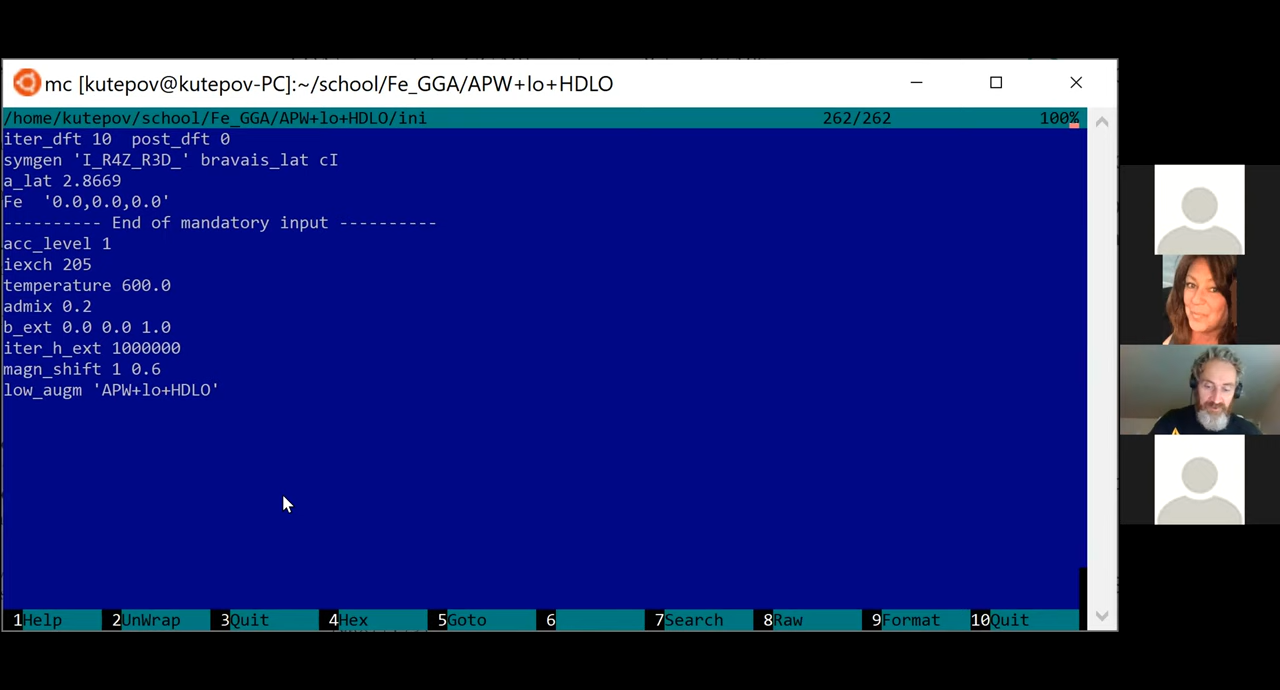 mc [kutepov@kutepov-PC]:~/school/Fe_GGA/APW+lo+HDLO
/home/kutepov/school/Fe_GGA/APW+lo+HDLO/ini 262/262 100%
iter_dft 10  post_dft 0
symgen 'I_R4Z_R3D_' bravais_lat cI
a_lat 2.8669
Fe  '0.0,0.0,0.0'
---------- End of mandatory input ----------
acc_level 1
iexch 205
temperature 600.0
admix 0.2
b_ext 0.0 0.0 1.0
iter_h_ext 1000000
magn_shift 1 0.6
low_augm 'APW+lo+HDLO'
1Help 2UnWrap 3Quit 4Hex 5Goto 6 7Search 8Raw 9Format 10Quit